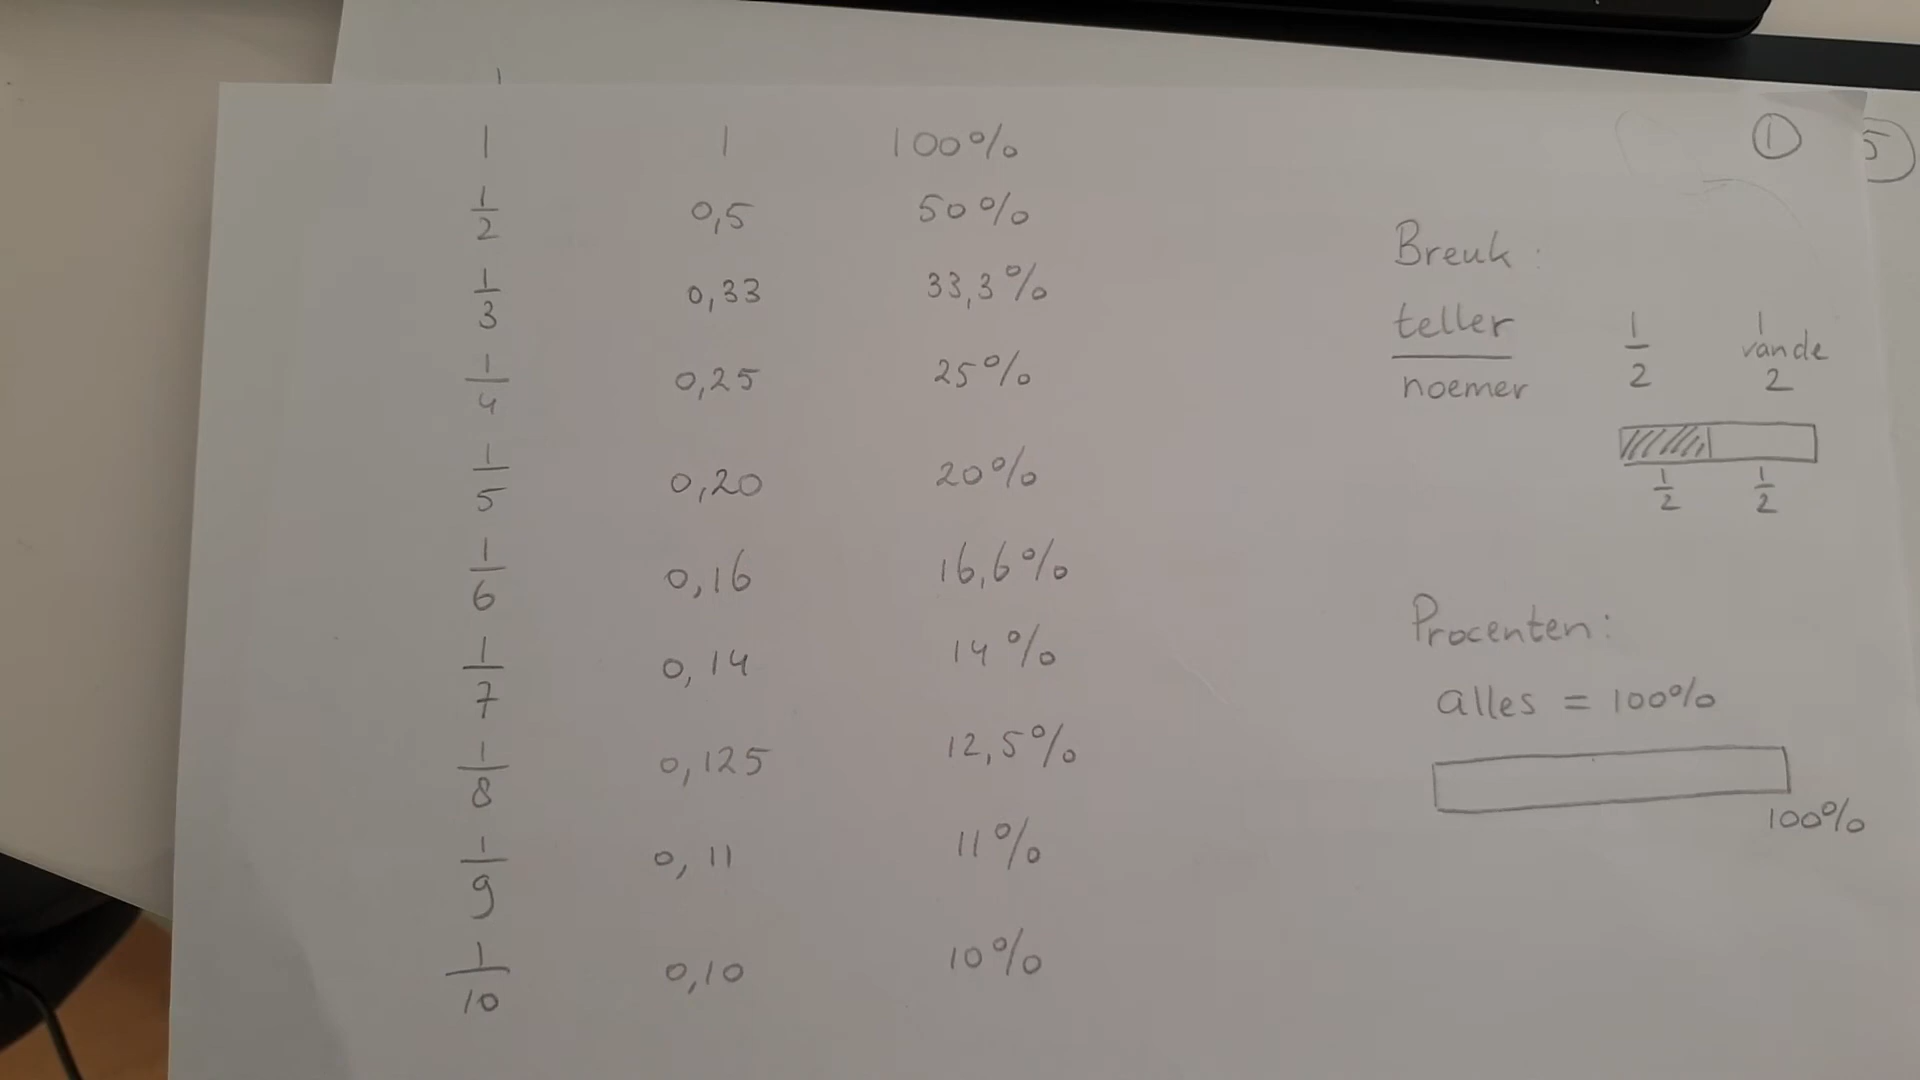 1 1 100%
1/2 0,5 50%
1/3 0,33 33,3%
1/4 0,25 25%
1/5 0,20 20%
1/6 0,16 16,6%
1/7 0,14 14%
1/8 0,125 12,5%
1/9 0,11 11%
1/10 0,10 10%
1
5
Breuk:
teller
noemer
1/2
1
van de
2
1/2 1/2
Procenten:
alles = 100%
100%